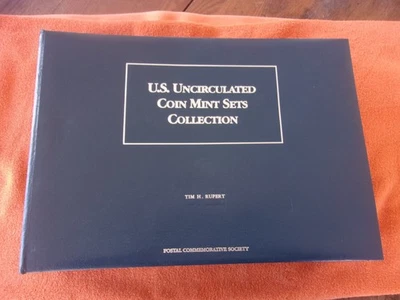 U.S. UNCIRCULATED
COIN MINT SETS
COLLECTION
TIM H. RUPERT
POSTAL COMMEMORATIVE SOCIETY